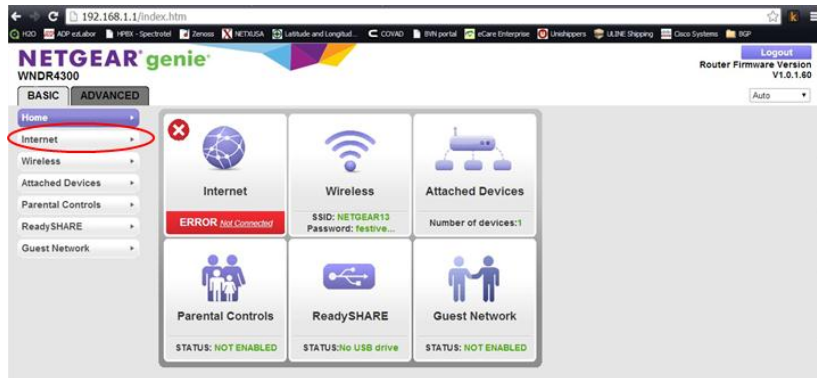 192.168.1.1/index.htm
H2O ADP ezLabor HPBX - Spectrotel Zenoss NETXUSA Latitude and Longitud... COVAD BVN portal eCare Enterprise Unishippers ULINE Shipping Cisco Systems BGP
NETGEAR® genie®
Logout
WNDR4300
Router Firmware Version
V1.0.1.60
BASIC ADVANCED
Auto
Home
Internet
Wireless
Attached Devices
Parental Controls
ReadySHARE
Guest Network
Internet
ERROR Not Connected
Wireless
SSID: NETGEAR13
Password: festive...
Attached Devices
Number of devices:1
Parental Controls
STATUS: NOT ENABLED
ReadySHARE
STATUS:No USB drive
Guest Network
STATUS: NOT ENABLED